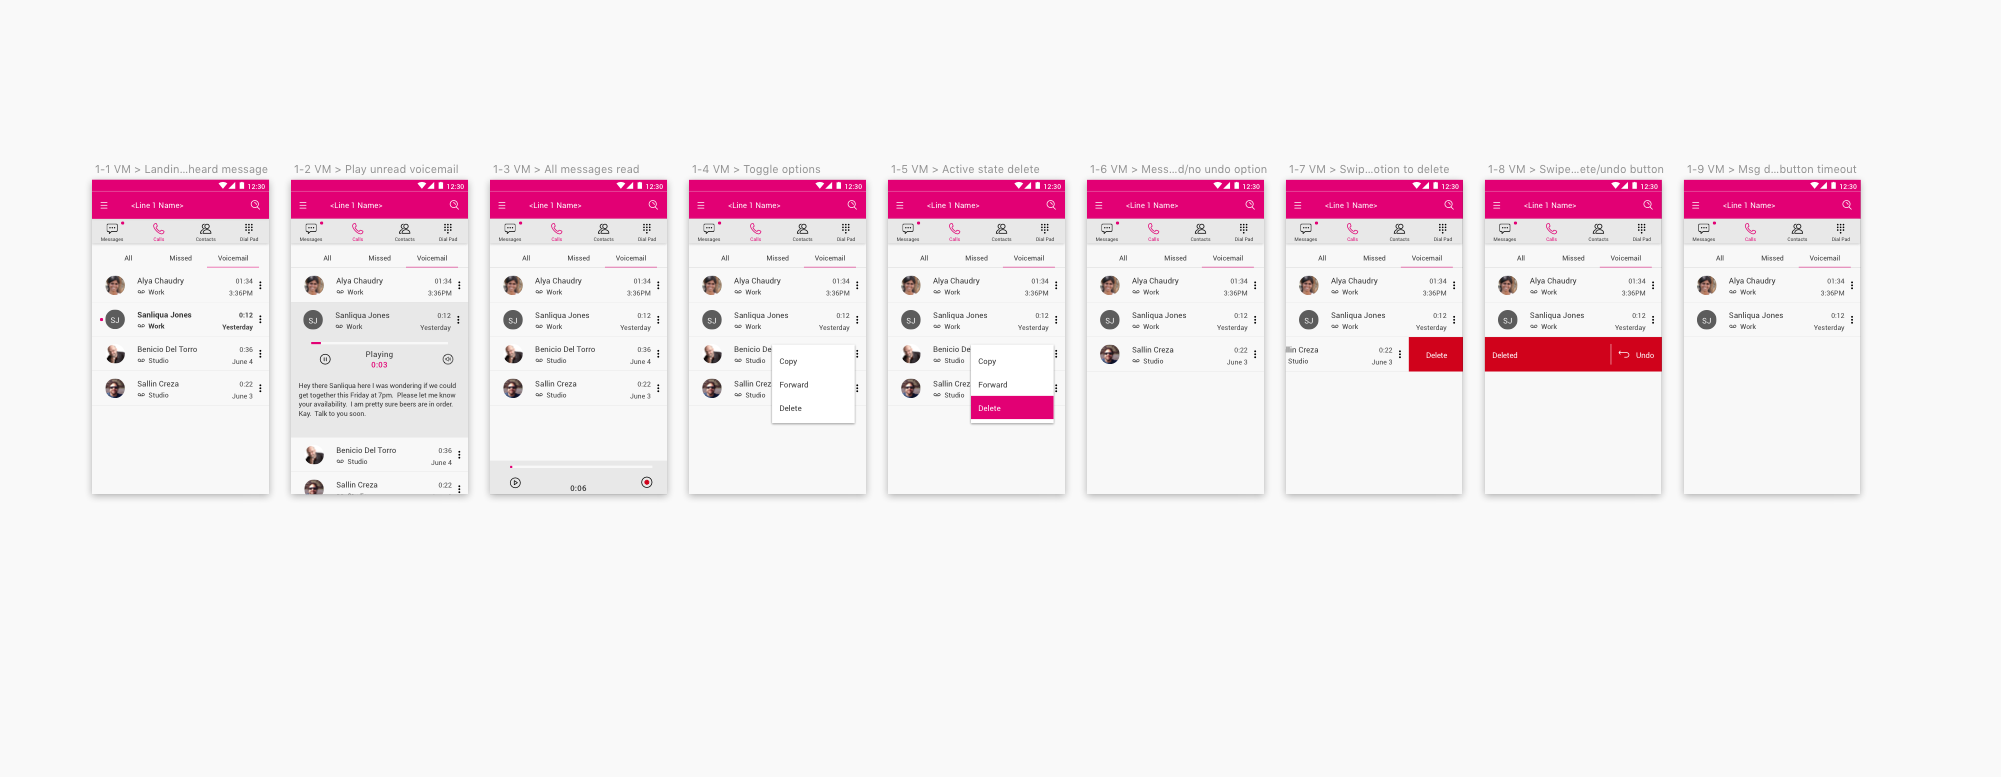 1-1 VM > Landin...heard message
12:30
<Line 1 Name>
Messages Calls Contacts Dial Pad
All Missed Voicemail
Alya Chaudry 01:34
Work 3:36PM
SJ Sanliqua Jones 0:12
Work Yesterday
Benicio Del Torro 0:36
Studio June 4
Sallin Creza 0:22
Studio June 3
1-2 VM > Play unread voicemail
12:30
<Line 1 Name>
Messages Calls Contacts Dial Pad
All Missed Voicemail
Alya Chaudry 01:34
Work 3:36PM
SJ Sanliqua Jones 0:12
Work Yesterday
Playing
0:03
Hey there Sanliqua here I was wondering if we could
get together this Friday at 7pm. Please let me know
your availability. I am pretty sure beers are in order.
Kay. Talk to you soon.
Benicio Del Torro 0:36
Studio June 4
Sallin Creza 0:22
1-3 VM > All messages read
12:30
<Line 1 Name>
Messages Calls Contacts Dial Pad
All Missed Voicemail
Alya Chaudry 01:34
Work 3:36PM
SJ Sanliqua Jones 0:12
Work Yesterday
Benicio Del Torro 0:36
Studio June 4
Sallin Creza 0:22
Studio June 3
0:06
1-4 VM > Toggle options
12:30
<Line 1 Name>
Messages Calls Contacts Dial Pad
All Missed Voicemail
Alya Chaudry 01:34
Work 3:36PM
SJ Sanliqua Jones 0:12
Work Yesterday
Benicio De
Studio
Sallin Crez
Studio
Copy
Forward
Delete
1-5 VM > Active state delete
12:30
<Line 1 Name>
Messages Calls Contacts Dial Pad
All Missed Voicemail
Alya Chaudry 01:34
Work 3:36PM
SJ Sanliqua Jones 0:12
Work Yesterday
Benicio De
Studio
Sallin Crez
Studio
Copy
Forward
Delete
1-6 VM > Mess...d/no undo option
12:30
<Line 1 Name>
Messages Calls Contacts Dial Pad
All Missed Voicemail
Alya Chaudry 01:34
Work 3:36PM
SJ Sanliqua Jones 0:12
Work Yesterday
Sallin Creza 0:22
Studio June 3
1-7 VM > Swip...otion to delete
12:30
<Line 1 Name>
Messages Calls Contacts Dial Pad
All Missed Voicemail
Alya Chaudry 01:34
Work 3:36PM
SJ Sanliqua Jones 0:12
Work Yesterday
llin Creza 0:22
Studio June 3
Delete
1-8 VM > Swipe...ete/undo button
12:30
<Line 1 Name>
Messages Calls Contacts Dial Pad
All Missed Voicemail
Alya Chaudry 01:34
Work 3:36PM
SJ Sanliqua Jones 0:12
Work Yesterday
Deleted Undo
1-9 VM > Msg d...button timeout
12:30
<Line 1 Name>
Messages Calls Contacts Dial Pad
All Missed Voicemail
Alya Chaudry 01:34
Work 3:36PM
SJ Sanliqua Jones 0:12
Work Yesterday